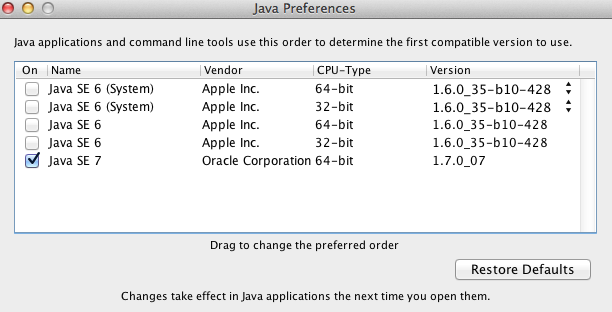 Java Preferences
Java applications and command line tools use this order to determine the first compatible version to use.
On Name Vendor CPU-Type Version
Java SE 6 (System) Apple Inc. 64-bit 1.6.0_35-b10-428
Java SE 6 (System) Apple Inc. 32-bit 1.6.0_35-b10-428
Java SE 6 Apple Inc. 64-bit 1.6.0_35-b10-428
Java SE 6 Apple Inc. 32-bit 1.6.0_35-b10-428
Java SE 7 Oracle Corporation 64-bit 1.7.0_07
Drag to change the preferred order
Restore Defaults
Changes take effect in Java applications the next time you open them.